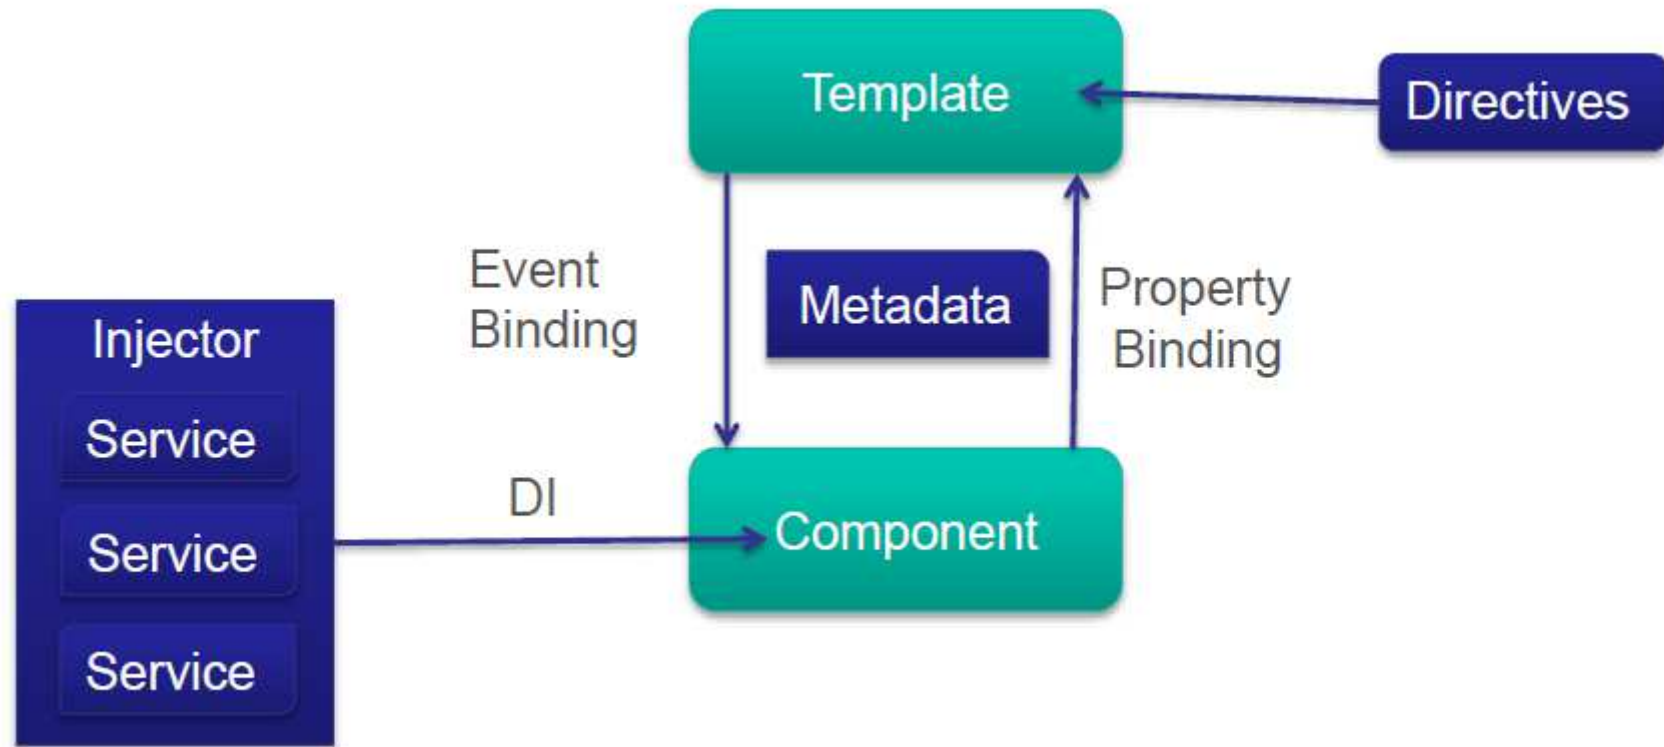 Template
Directives
Event
Binding
Metadata
Property
Binding
Injector
Service
Service
Service
DI
Component